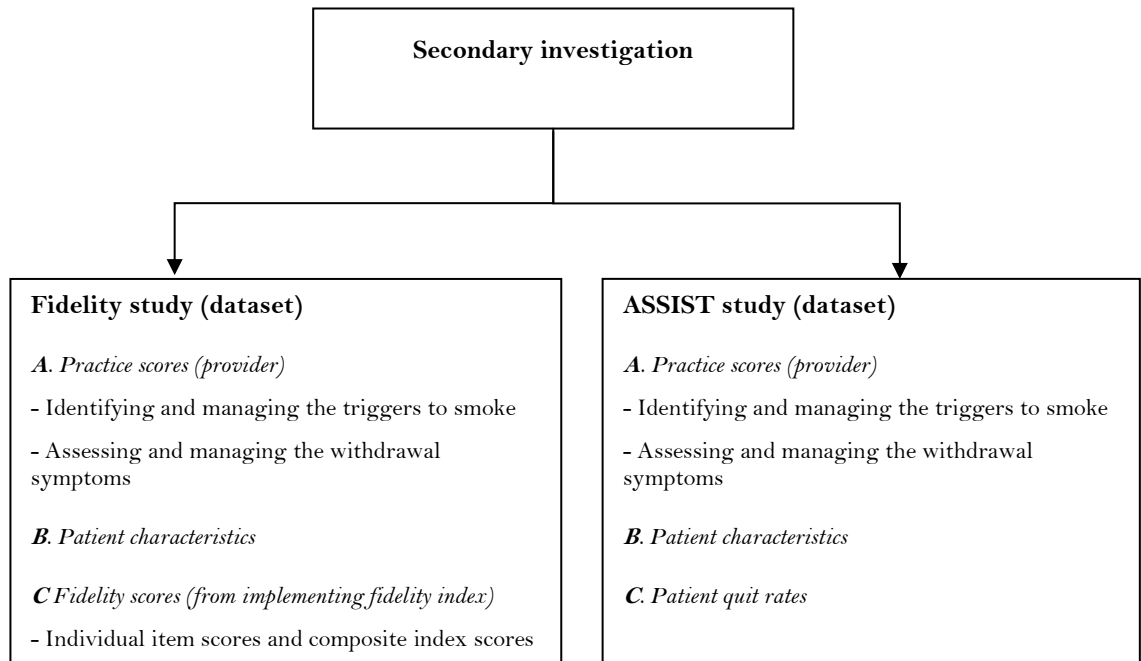 Secondary investigation
Fidelity study (dataset)
A. Practice scores (provider)
- Identifying and managing the triggers to smoke
- Assessing and managing the withdrawal
symptoms
B. Patient characteristics
C Fidelity scores (from implementing fidelity index)
- Individual item scores and composite index scores
ASSIST study (dataset)
A. Practice scores (provider)
- Identifying and managing the triggers to smoke
- Assessing and managing the withdrawal
symptoms
B. Patient characteristics
C. Patient quit rates